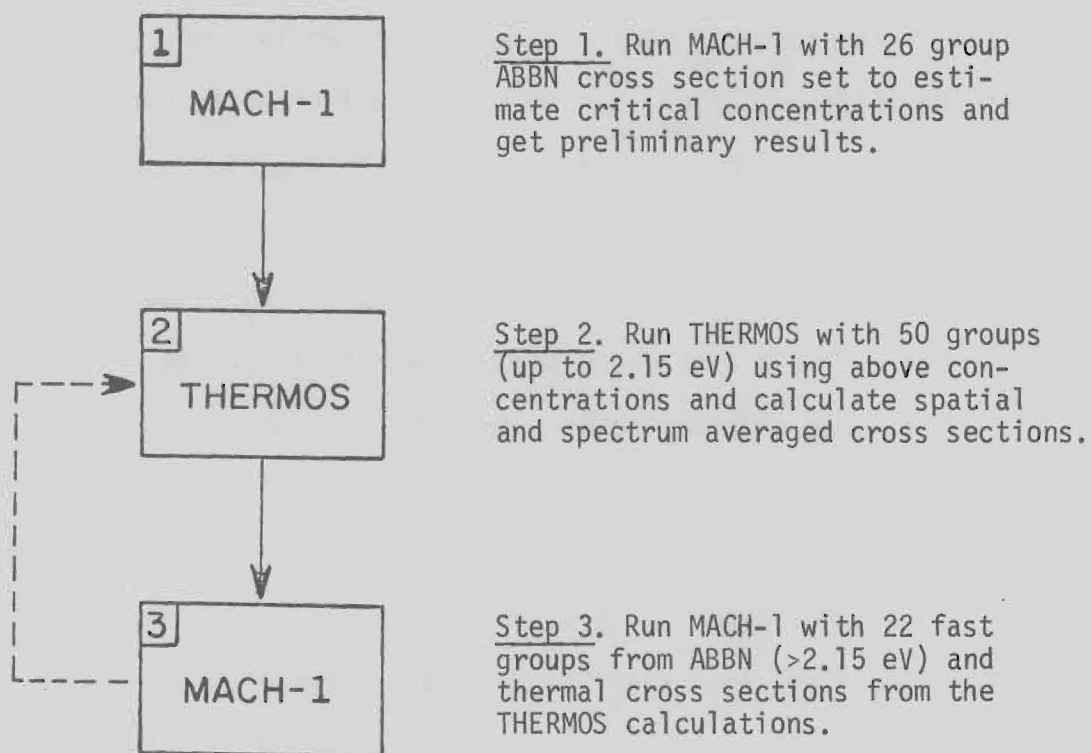 1
MACH-1
Step 1. Run MACH-1 with 26 group
ABBN cross section set to esti-
mate critical concentrations and
get preliminary results.
2
THERMOS
Step 2. Run THERMOS with 50 groups
(up to 2.15 eV) using above con-
centrations and calculate spatial
and spectrum averaged cross sections.
3
MACH-1
Step 3. Run MACH-1 with 22 fast
groups from ABBN (>2.15 eV) and
thermal cross sections from the
THERMOS calculations.